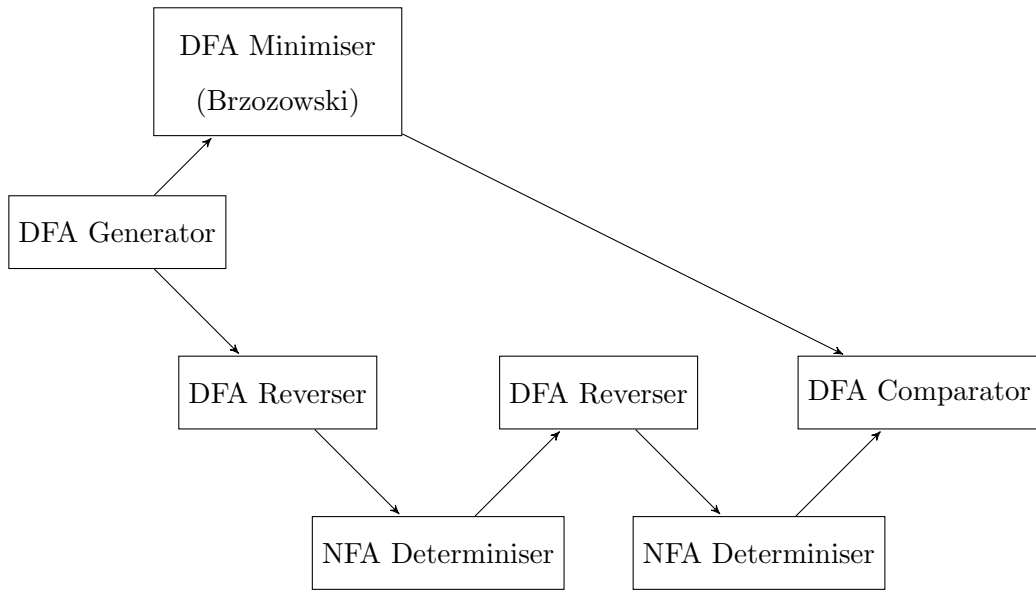 DFA Minimiser
(Brzozowski)
DFA Generator
DFA Reverser
DFA Reverser
DFA Comparator
NFA Determiniser
NFA Determiniser